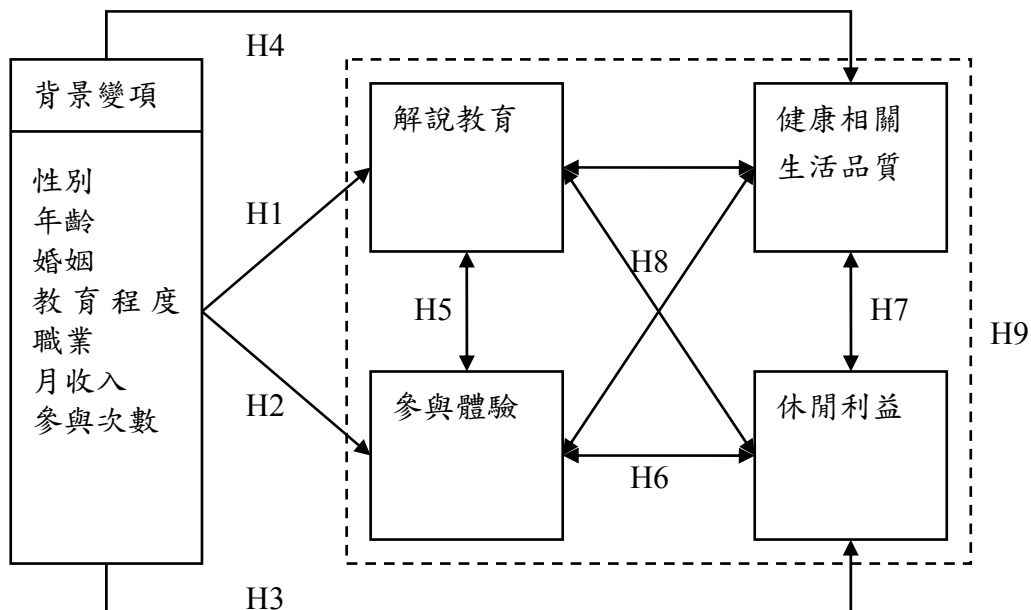 H4
背景變項
性別
年齡
婚姻
教育程度
職業
月收入
參與次數
H1
H2
解說教育
健康相關
生活品質
H8
H5
H7
H9
參與體驗
休閒利益
H6
H3